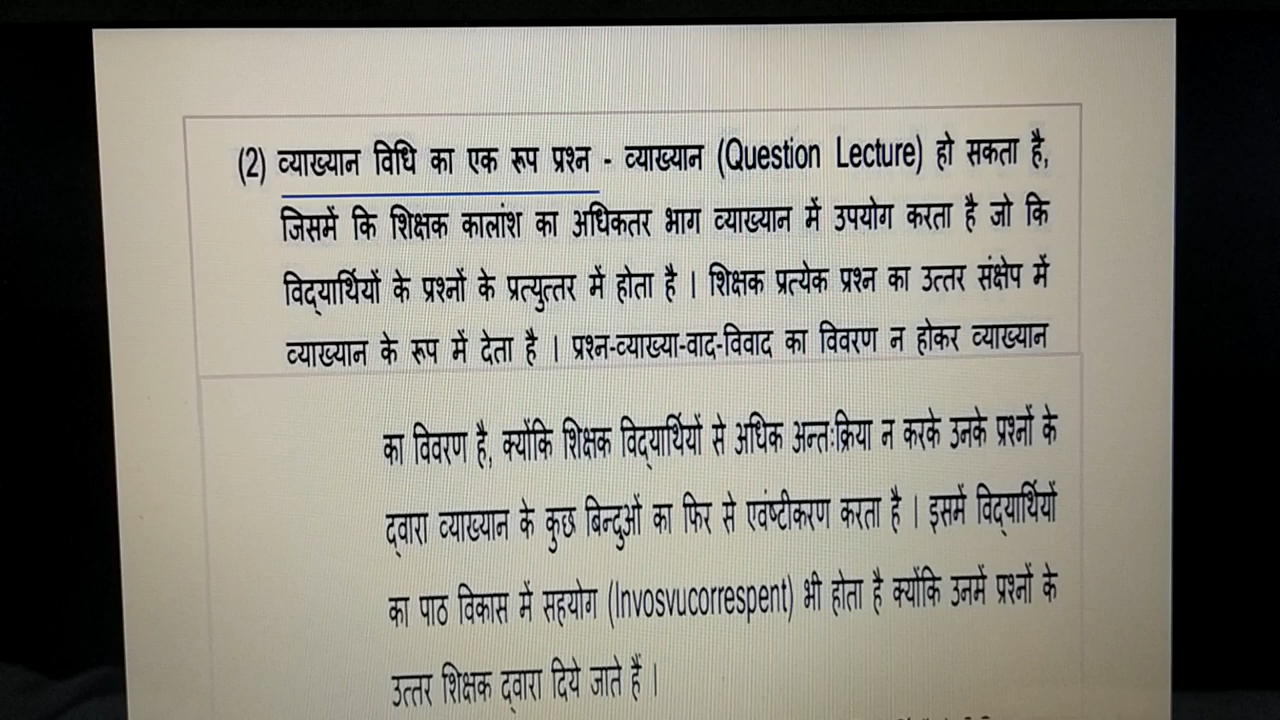 (2) व्याख्यान विधि का एक रूप प्रश्न - व्याख्यान (Question Lecture) हो सकता है,
जिसमें कि शिक्षक कालांश का अधिकतर भाग व्याख्यान में उपयोग करता है जो कि
विद्यार्थियों के प्रश्नों के प्रत्युत्तर में होता है । शिक्षक प्रत्येक प्रश्न का उत्तर संक्षेप में
व्याख्यान के रूप में देता है । प्रश्न-व्याख्या-वाद-विवाद का विवरण न होकर व्याख्यान
का विवरण है, क्योंकि शिक्षक विद्यार्थियों से अधिक अन्तःक्रिया न करके उनके प्रश्नों के
द्वारा व्याख्यान के कुछ बिन्दुओं का फिर से एवंष्टीकरण करता है । इसमें विद्यार्थियों
का पाठ विकास में सहयोग (Invosvucorrespent) भी होता है क्योंकि उनमें प्रश्नों के
उत्तर शिक्षक द्वारा दिये जाते हैं ।